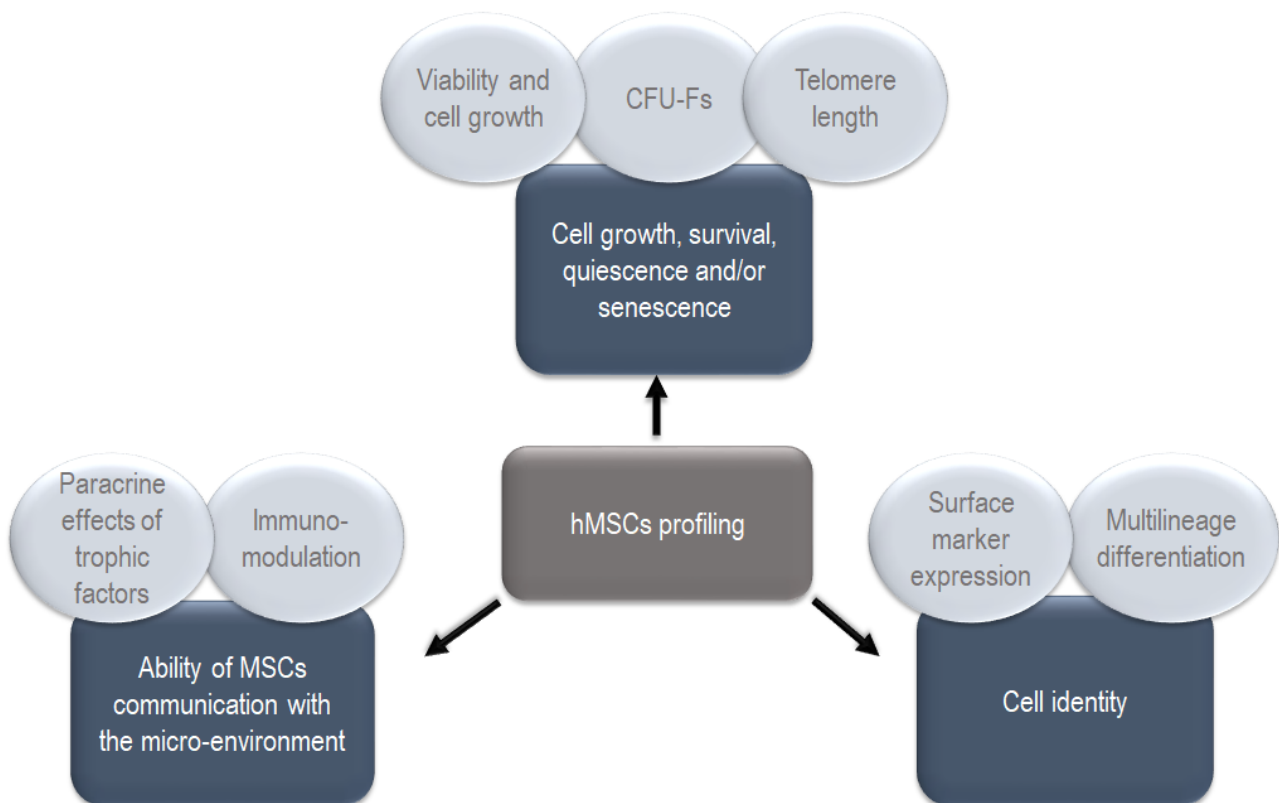 Viability and
cell growth
CFU-Fs
Telomere
length
Cell growth, survival,
quiescence and/or
senescence
hMSCs profiling
Paracrine
effects of
trophic
factors
Immuno-
modulation
Ability of MSCs
communication with
the micro-environment
Surface
marker
expression
Multilineage
differentiation
Cell identity